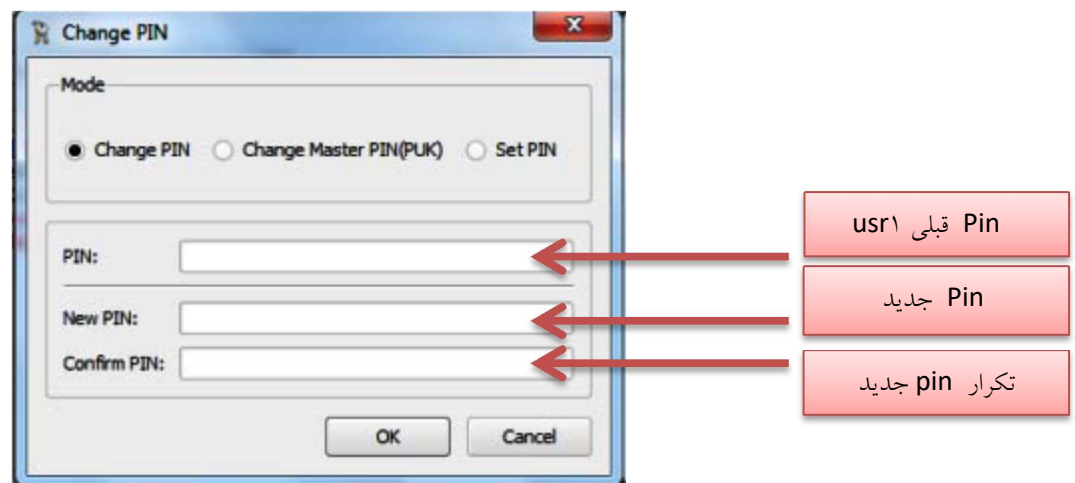 Change PIN
Mode
Change PIN Change Master PIN(PUK) Set PIN
PIN:
New PIN:
Confirm PIN:
OK Cancel
Pin قبلی usr۱
Pin جدید
تکرار pin جدید